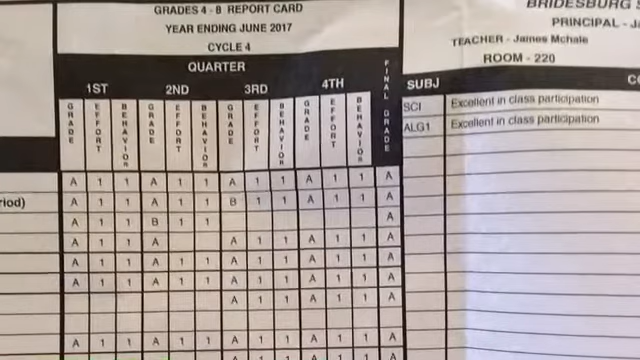 GRADES 4 - 8 REPORT CARD
YEAR ENDING JUNE 2017
CYCLE 4
QUARTER
1ST 2ND 3RD 4TH
GRADE EFFORT BEHAVIOR GRADE EFFORT BEHAVIOR GRADE EFFORT BEHAVIOR GRADE EFFORT BEHAVIOR FINAL GRADE
A 1 1 A 1 1 A 1 1 A 1 1 A
riod) A 1 1 A 1 1 B 1 1 A 1 1 A
A 1 1 B 1 1 A
A 1 1 A A 1 1 A 1 1 A
A 1 1 A 1 1 A 1 1 A 1 1 A
A 1 1 A 1 1 A 1 1 A 1 1 A
A 1 1 A 1 1 A
A 1 1 A 1 1 A 1 1 A 1 1 A
BRIDESBURG S
PRINCIPAL - Ja
TEACHER - James Mchale
ROOM - 220
SUBJ CO
SCI Excellent in class participation
ALG1 Excellent in class participation